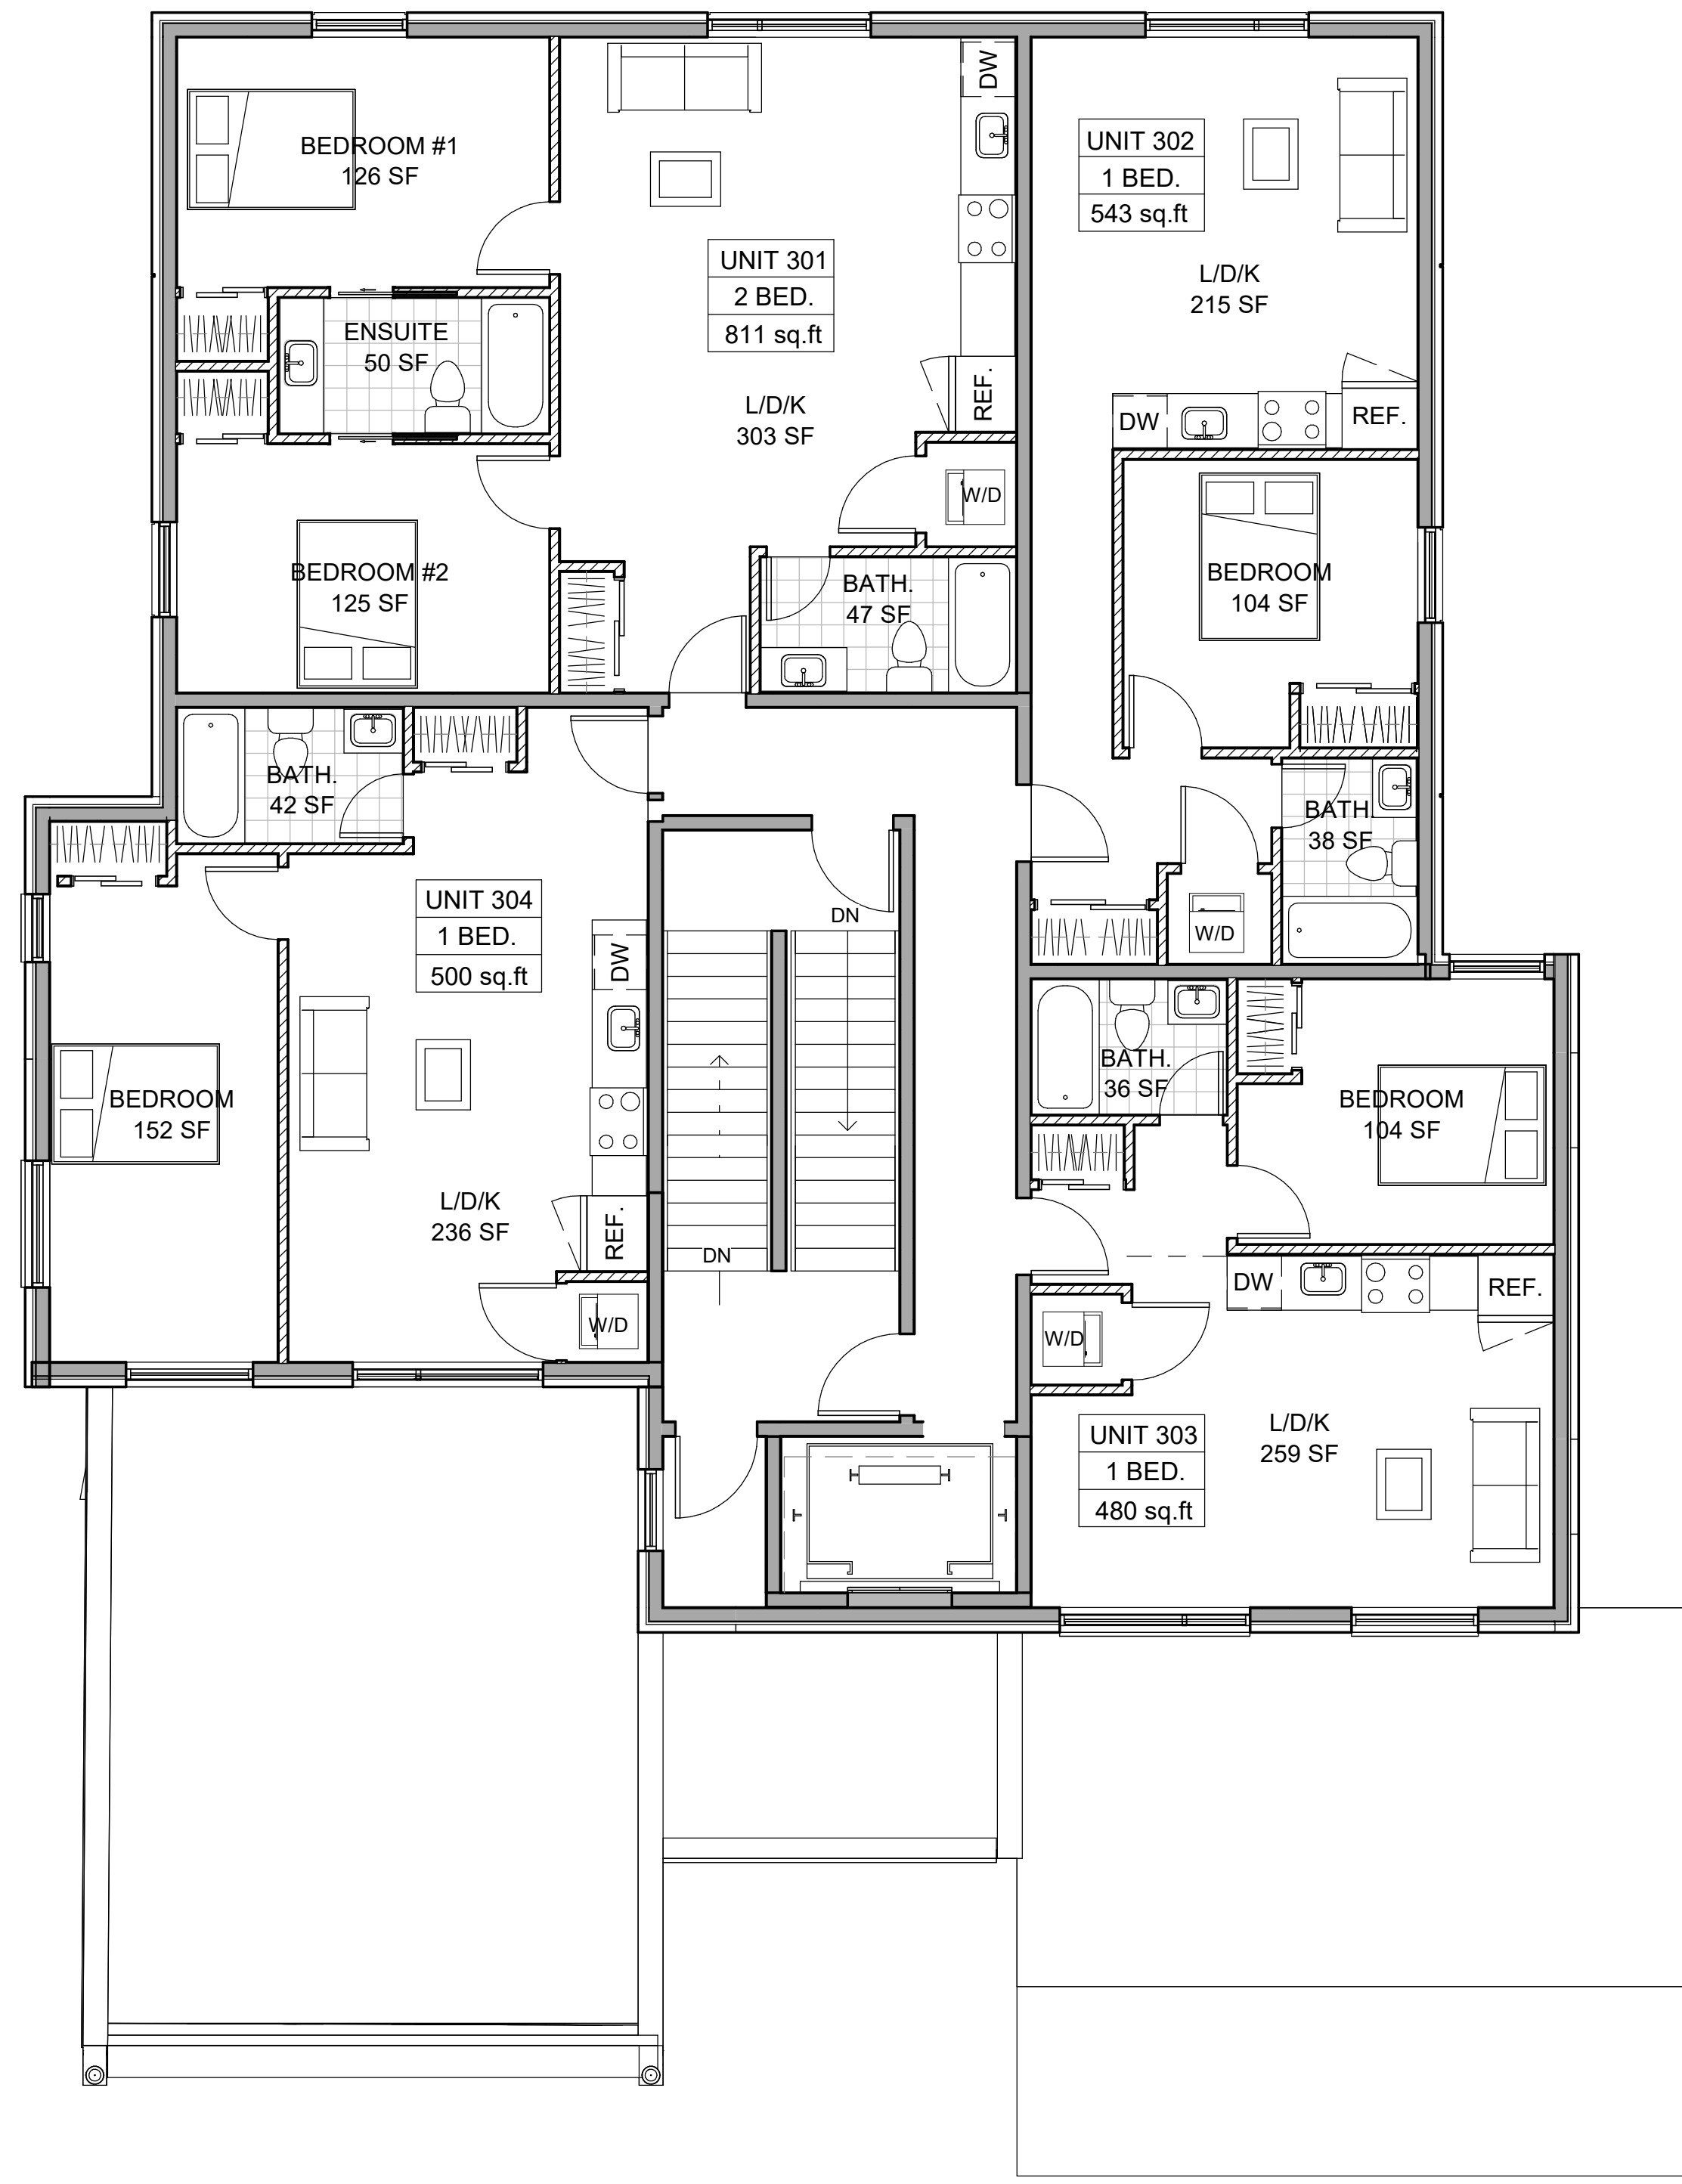 BEDROOM #1
126 SF
DW
UNIT 301
2 BED.
811 sq.ft
UNIT 302
1 BED.
543 sq.ft
L/D/K
215 SF
ENSUITE
50 SF
REF.
L/D/K
303 SF
DW
REF.
W/D
BEDROOM #2
125 SF
BATH.
47 SF
BEDROOM
104 SF
BATH.
42 SF
BATH.
38 SF
UNIT 304
1 BED.
500 sq.ft
DN
DW
W/D
BEDROOM
152 SF
BATH.
36 SF
BEDROOM
104 SF
L/D/K
236 SF
REF.
DN
DW
REF.
W/D
W/D
UNIT 303
1 BED.
480 sq.ft
L/D/K
259 SF